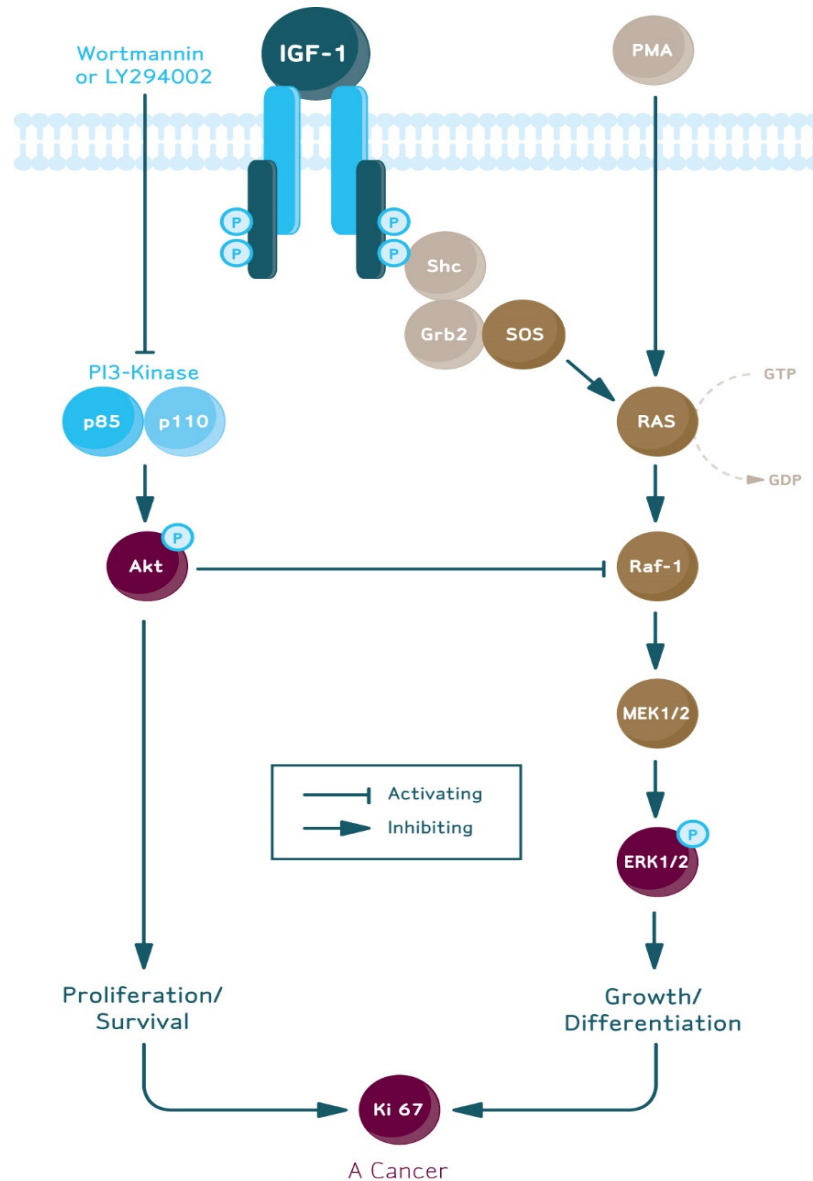 Wortmannin
or LY294002
IGF-1
PMA
P
P
P
P
Shc
Grb2
SOS
PI3-Kinase
p85
p110
RAS
GTP
GDP
P
Akt
Raf-1
MEK1/2
Activating
Inhibiting
P
ERK1/2
Proliferation/
Survival
Growth/
Differentiation
Ki 67
A Cancer